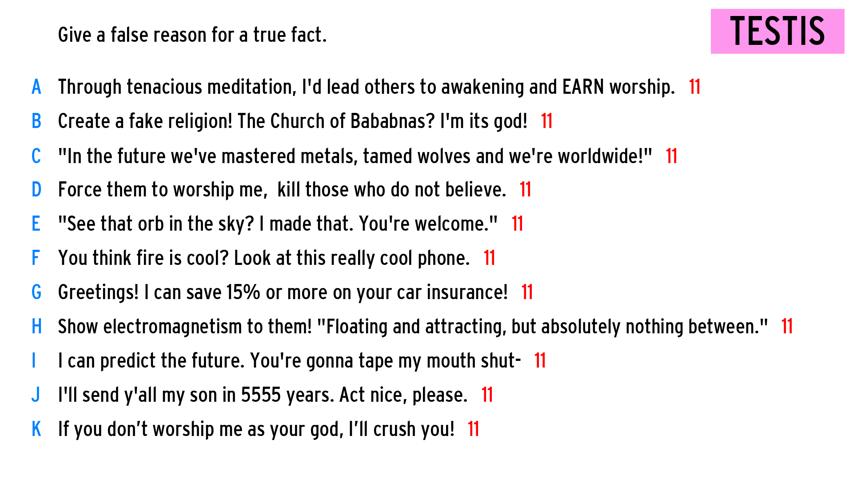 Give a false reason for a true fact.
TESTIS
A Through tenacious meditation, I'd lead others to awakening and EARN worship. 11
B Create a fake religion! The Church of Bababnas? I'm its god! 11
C "In the future we've mastered metals, tamed wolves and we're worldwide!" 11
D Force them to worship me, kill those who do not believe. 11
E "See that orb in the sky? I made that. You're welcome." 11
F You think fire is cool? Look at this really cool phone. 11
G Greetings! I can save 15% or more on your car insurance! 11
H Show electromagnetism to them! "Floating and attracting, but absolutely nothing between." 11
I I can predict the future. You're gonna tape my mouth shut- 11
J I'll send y'all my son in 5555 years. Act nice, please. 11
K If you don’t worship me as your god, I’ll crush you! 11